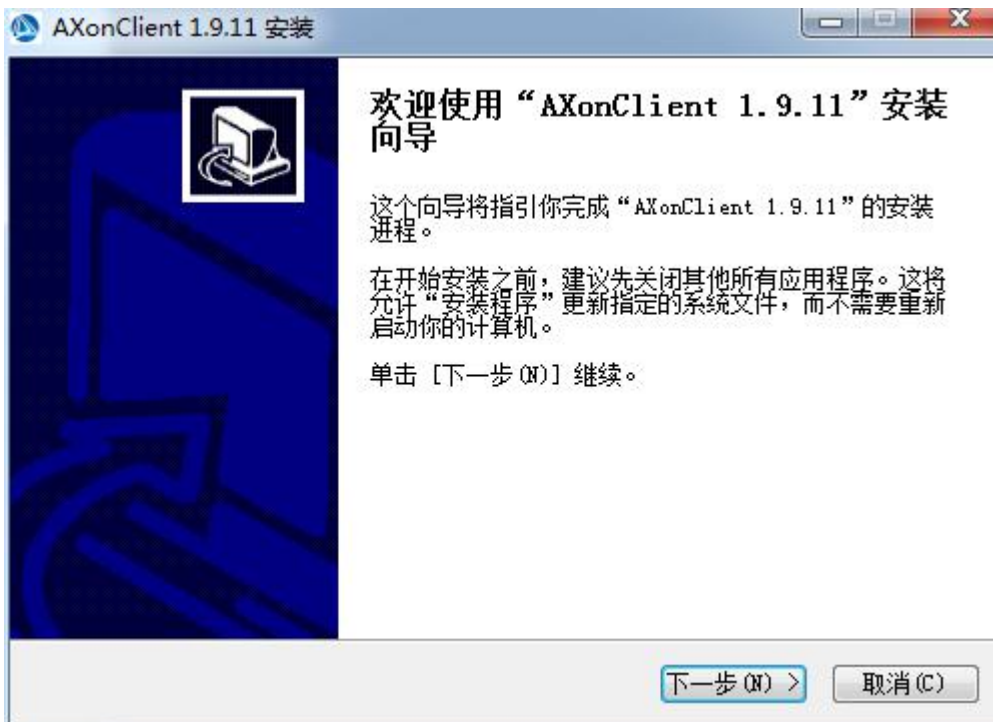 AXonClient 1.9.11 安装
欢迎使用“AXonClient 1.9.11”安装
向导
这个向导将指引你完成“AXonClient 1.9.11”的安装
进程。
在开始安装之前，建议先关闭其他所有应用程序。这将
允许“安装程序”更新指定的系统文件，而不需要重新
启动你的计算机。
单击 [下一步(N)] 继续。
下一步(N) >
取消(C)